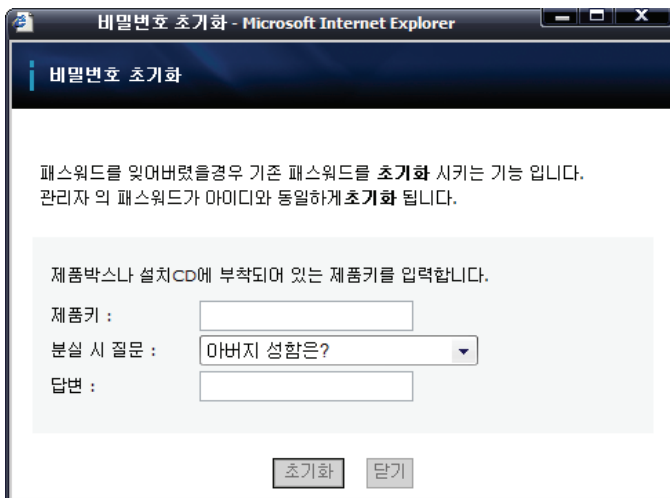 비밀번호 초기화 - Microsoft Internet Explorer
비밀번호 초기화
패스워드를 잊어버렸을경우 기존 패스워드를 초기화 시키는 기능 입니다.
관리자 의 패스워드가 아이디와 동일하게초기화 됩니다.
제품박스나 설치CD에 부착되어 있는 제품키를 입력합니다.
제품키 :
분실 시 질문 : 아버지 성함은?
답변 :
초기화 닫기